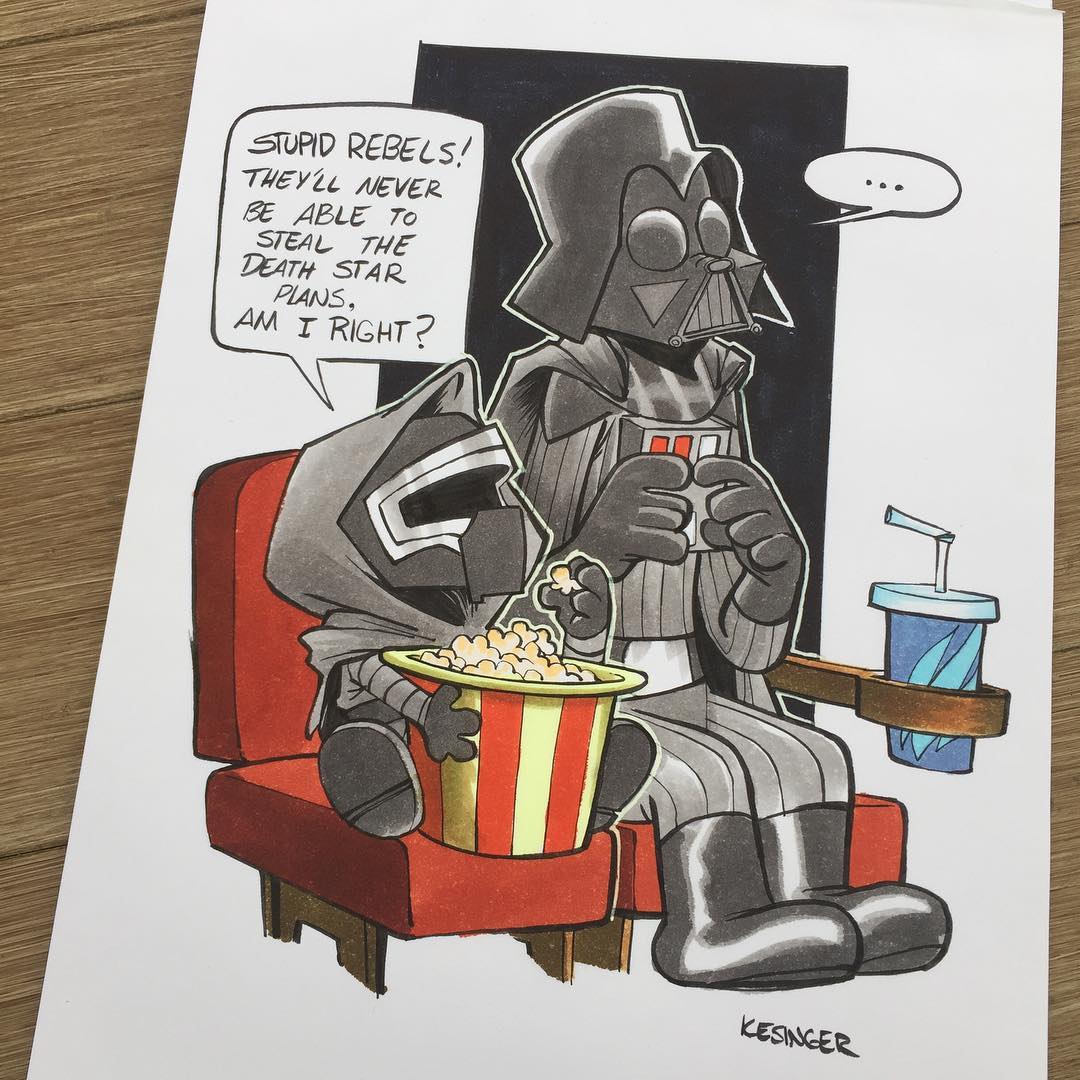 STUPID REBELS!
THEY'LL NEVER
BE ABLE TO
STEAL THE
DEATH STAR
PLANS,
AM I RIGHT?
...
KESINGER